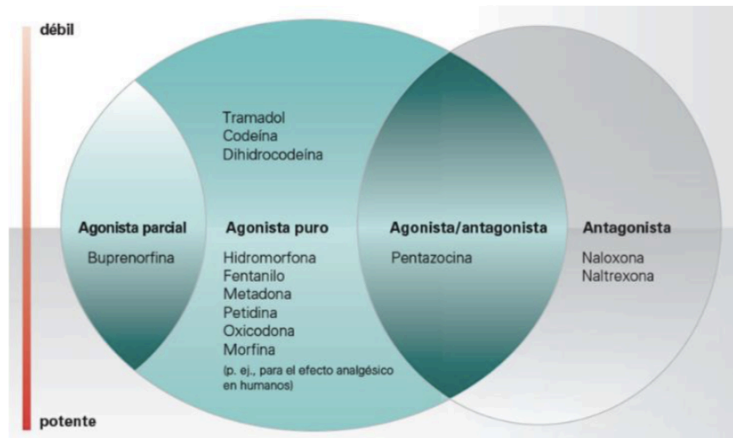 débil
Tramadol
Codeína
Dihidrocodeína
Agonista parcial
Buprenorfina
Agonista puro
Hidromorfona
Fentanilo
Metadona
Petidina
Oxicodona
Morfina
(p. ej., para el efecto analgésico
en humanos)
Agonista/antagonista
Pentazocina
Antagonista
Naloxona
Naltrexona
potente